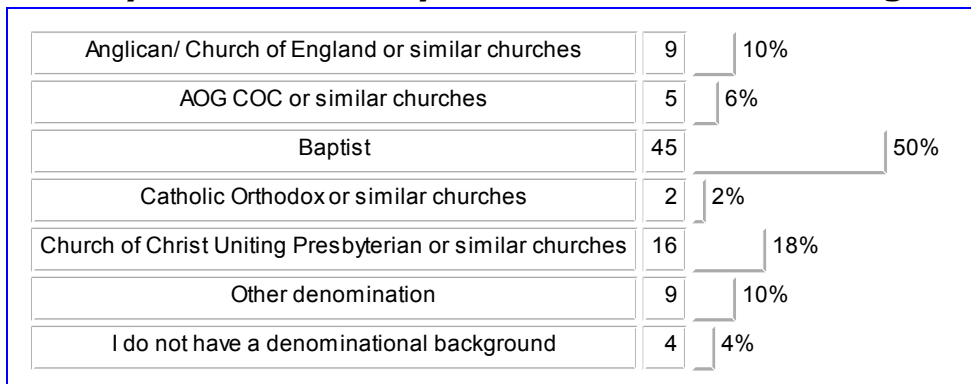 Anglican/ Church of England or similar churches 9 10%
AOG COC or similar churches 5 6%
Baptist 45 50%
Catholic Orthodox or similar churches 2 2%
Church of Christ Uniting Presbyterian or similar churches 16 18%
Other denomination 9 10%
I do not have a denominational background 4 4%